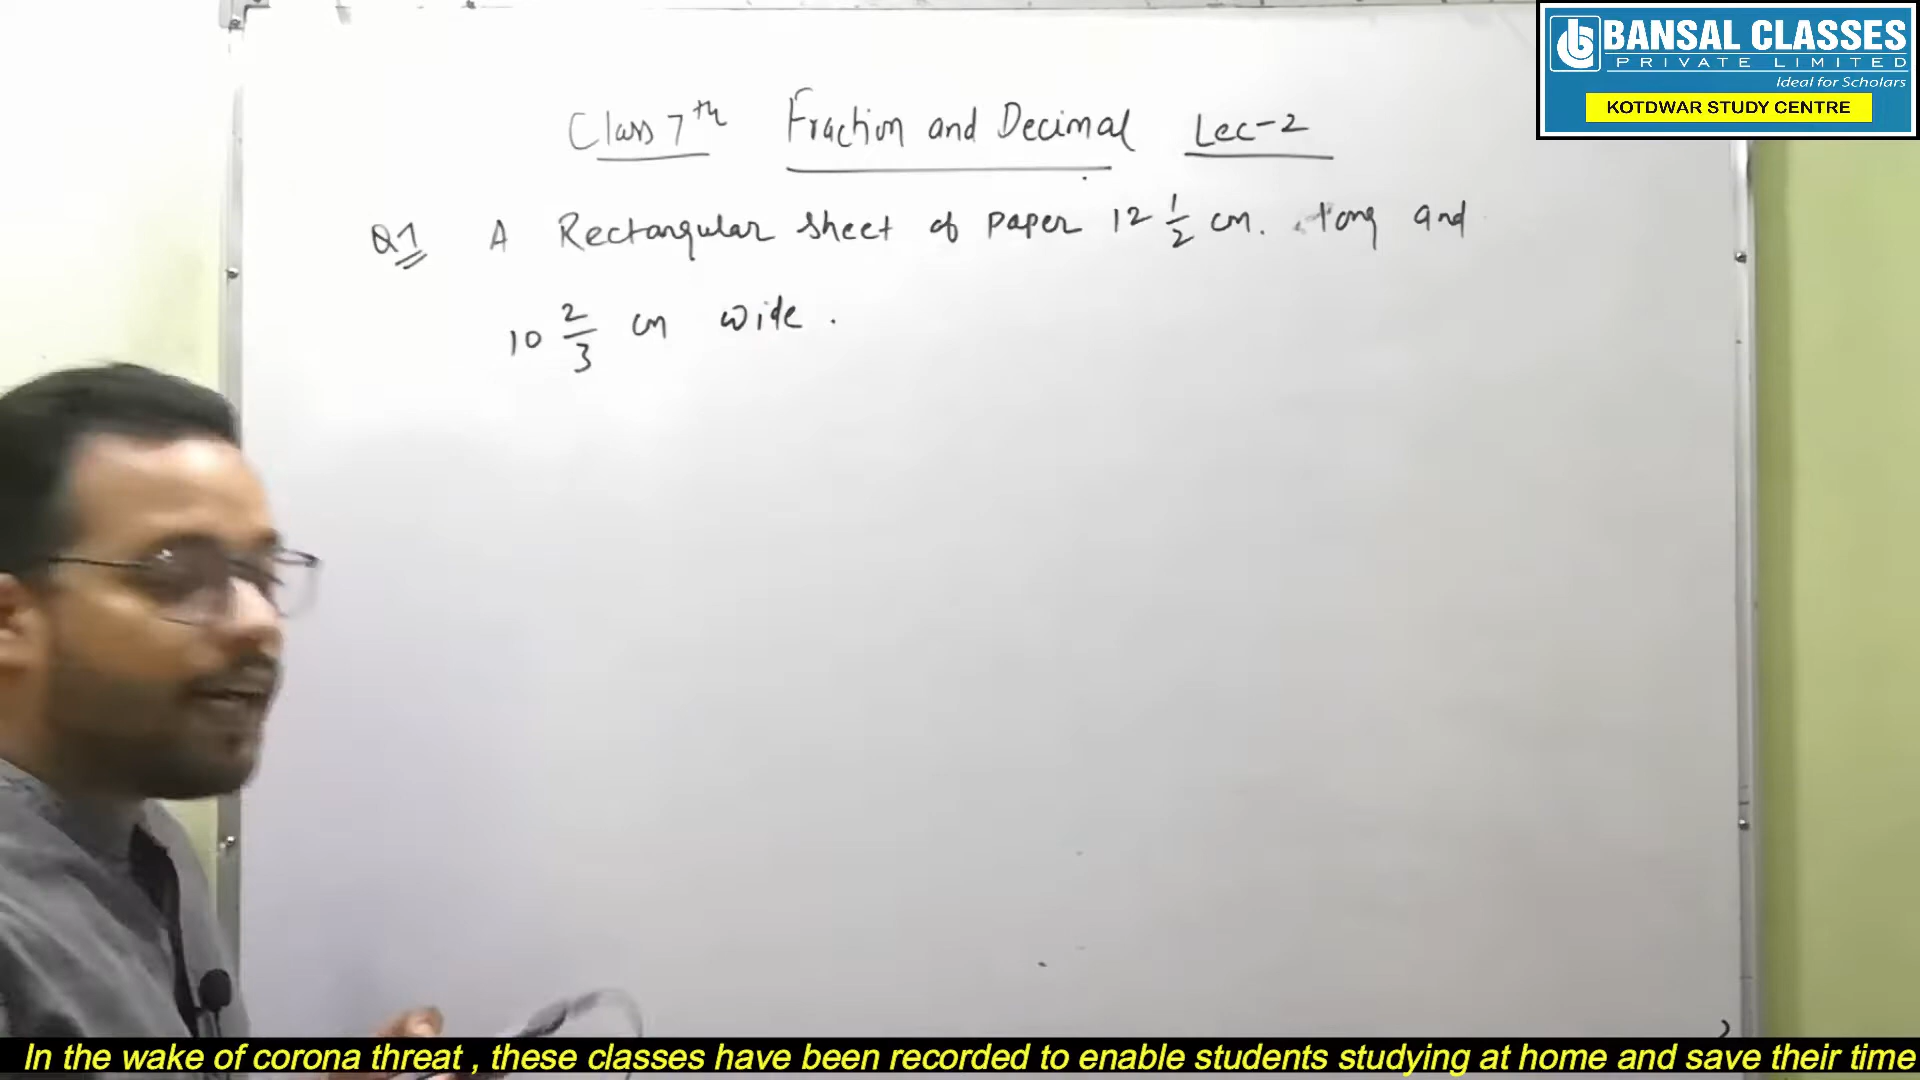 BANSAL CLASSES
PRIVATE LIMITED
Ideal for Scholars
KOTDWAR STUDY CENTRE
Class 7th Fraction and Decimal Lec-2
Q1 A Rectangular sheet of paper 12 1/2 cm. long and
10 2/3 cm wide.
In the wake of corona threat , these classes have been recorded to enable students studying at home and save their time